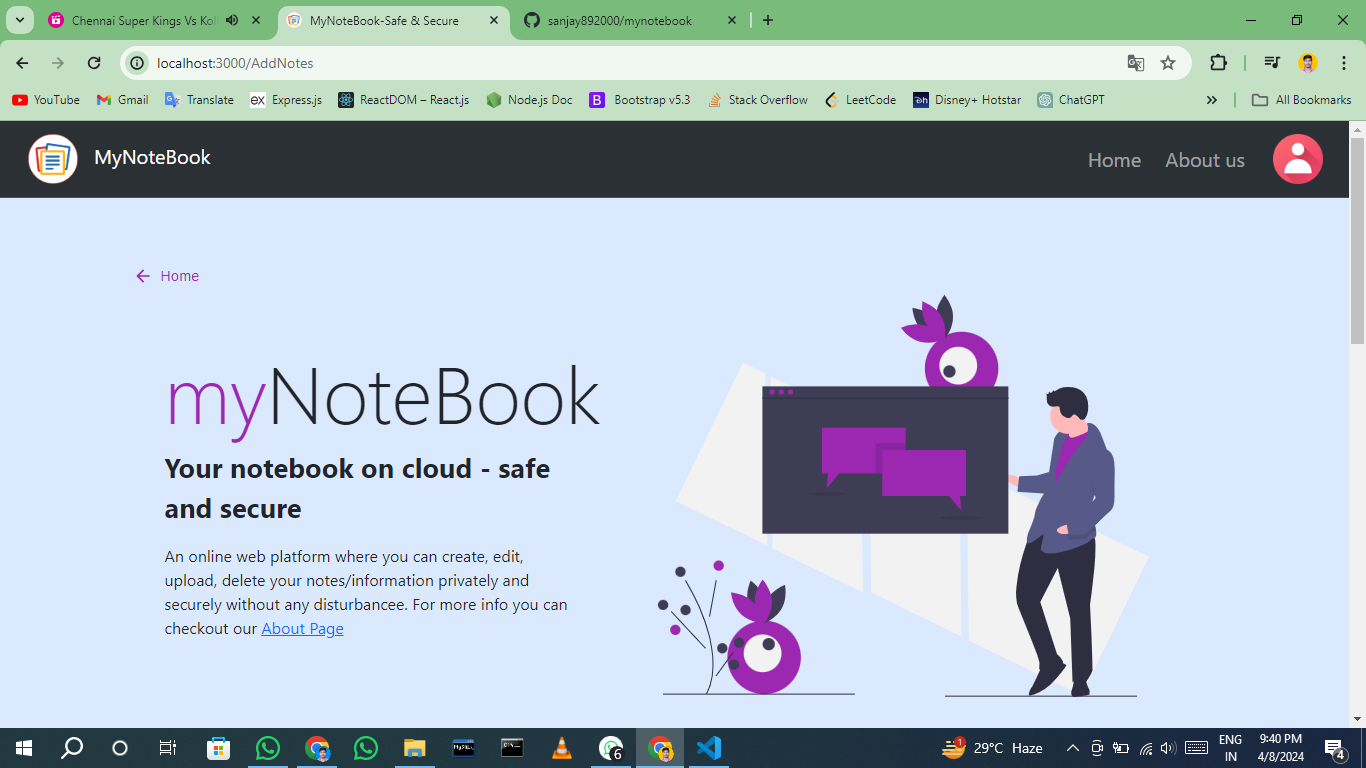 Chennai Super Kings Vs Kol
MyNoteBook-Safe & Secure
sanjay892000/mynotebook
localhost:3000/AddNotes
YouTube
Gmail
Translate
Express.js
ReactDOM – React.js
Node.js Doc
Bootstrap v5.3
Stack Overflow
LeetCode
Disney+ Hotstar
ChatGPT
All Bookmarks
MyNoteBook
Home
About us
Home
myNoteBook
Your notebook on cloud - safe
and secure
An online web platform where you can create, edit,
upload, delete your notes/information privately and
securely without any disturbancee. For more info you can
checkout our About Page
29°C Haze
ENG
IN
9:40 PM
4/8/2024